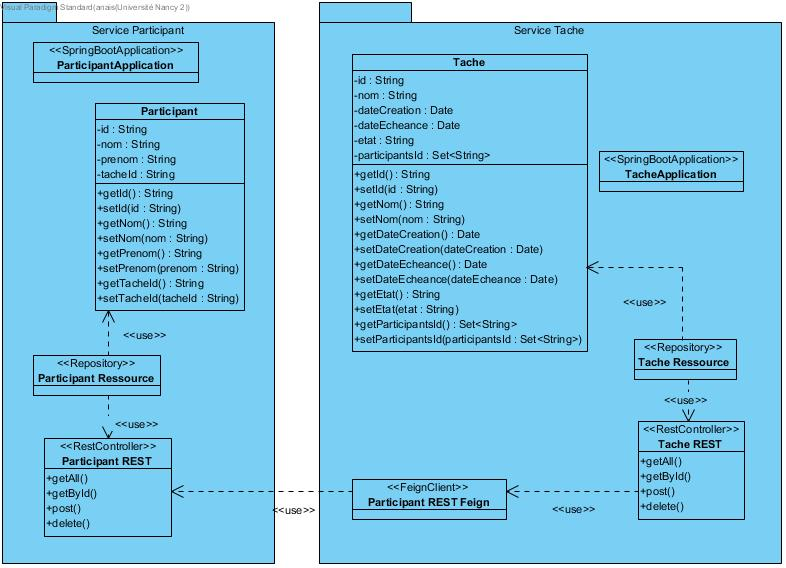 Visual Paradigm Standard(anais(Université Nancy 2))
Service Participant
<<SpringBootApplication>>
ParticipantApplication
Participant
-id : String
-nom : String
-prenom : String
-tacheId : String
+getId() : String
+setId(id : String)
+getNom() : String
+setNom(nom : String)
+getPrenom() : String
+setPrenom(prenom : String)
+getTacheId() : String
+setTacheId(tacheId : String)
<<use>>
<<Repository>>
Participant Ressource
<<use>>
<<RestController>>
Participant REST
+getAll()
+getById()
+post()
+delete()
<<use>>
Service Tache
Tache
-id : String
-nom : String
-dateCreation : Date
-dateEcheance : Date
-etat : String
-participantsId : Set<String>
+getId() : String
+setId(id : String)
+getNom() : String
+setNom(nom : String)
+getDateCreation() : Date
+setDateCreation(dateCreation : Date)
+getDateEcheance() : Date
+setDateEcheance(dateEcheance : Date)
+getEtat() : String
+setEtat(etat : String)
+getParticipantsId() : Set<String>
+setParticipantsId(participantsId : Set<String>)
<<SpringBootApplication>>
TacheApplication
<<use>>
<<Repository>>
Tache Ressource
<<use>>
<<RestController>>
Tache REST
+getAll()
+getById()
+post()
+delete()
<<FeignClient>>
Participant REST Feign
<<use>>